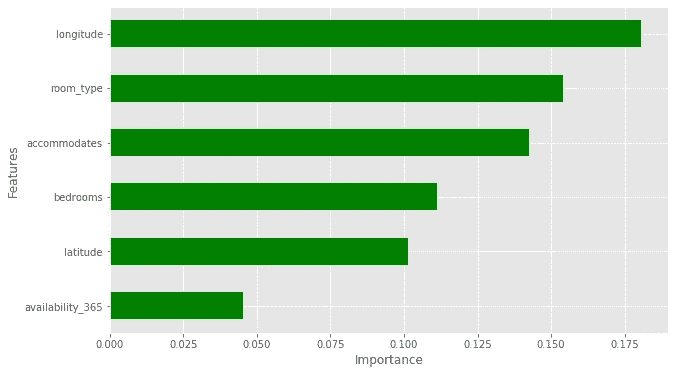 longitude
room_type
accommodates
bedrooms
latitude
availability_365
Features
0.000 0.025 0.050 0.075 0.100 0.125 0.150 0.175
Importance